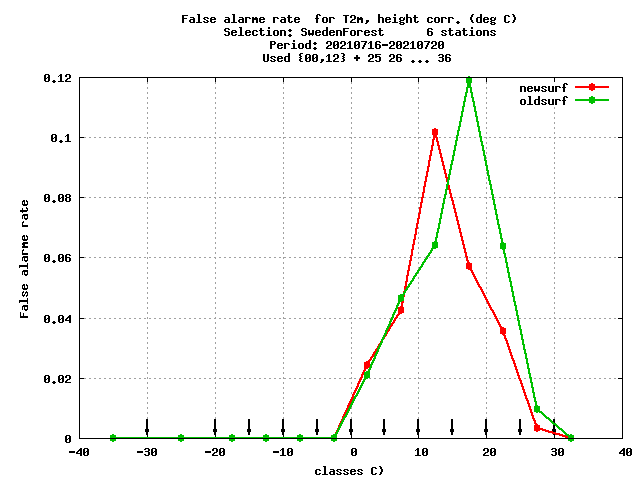 False alarme rate  for T2m, height corr. (deg C)
Selection: SwedenForest      6 stations
Period: 20210716-20210720
Used {00,12} + 25 26 ... 36
newsurf
oldsurf
0.12
0.1
0.08
0.06
0.04
0.02
0
False alarme rate
-40 -30 -20 -10 0 10 20 30 40
classes C)